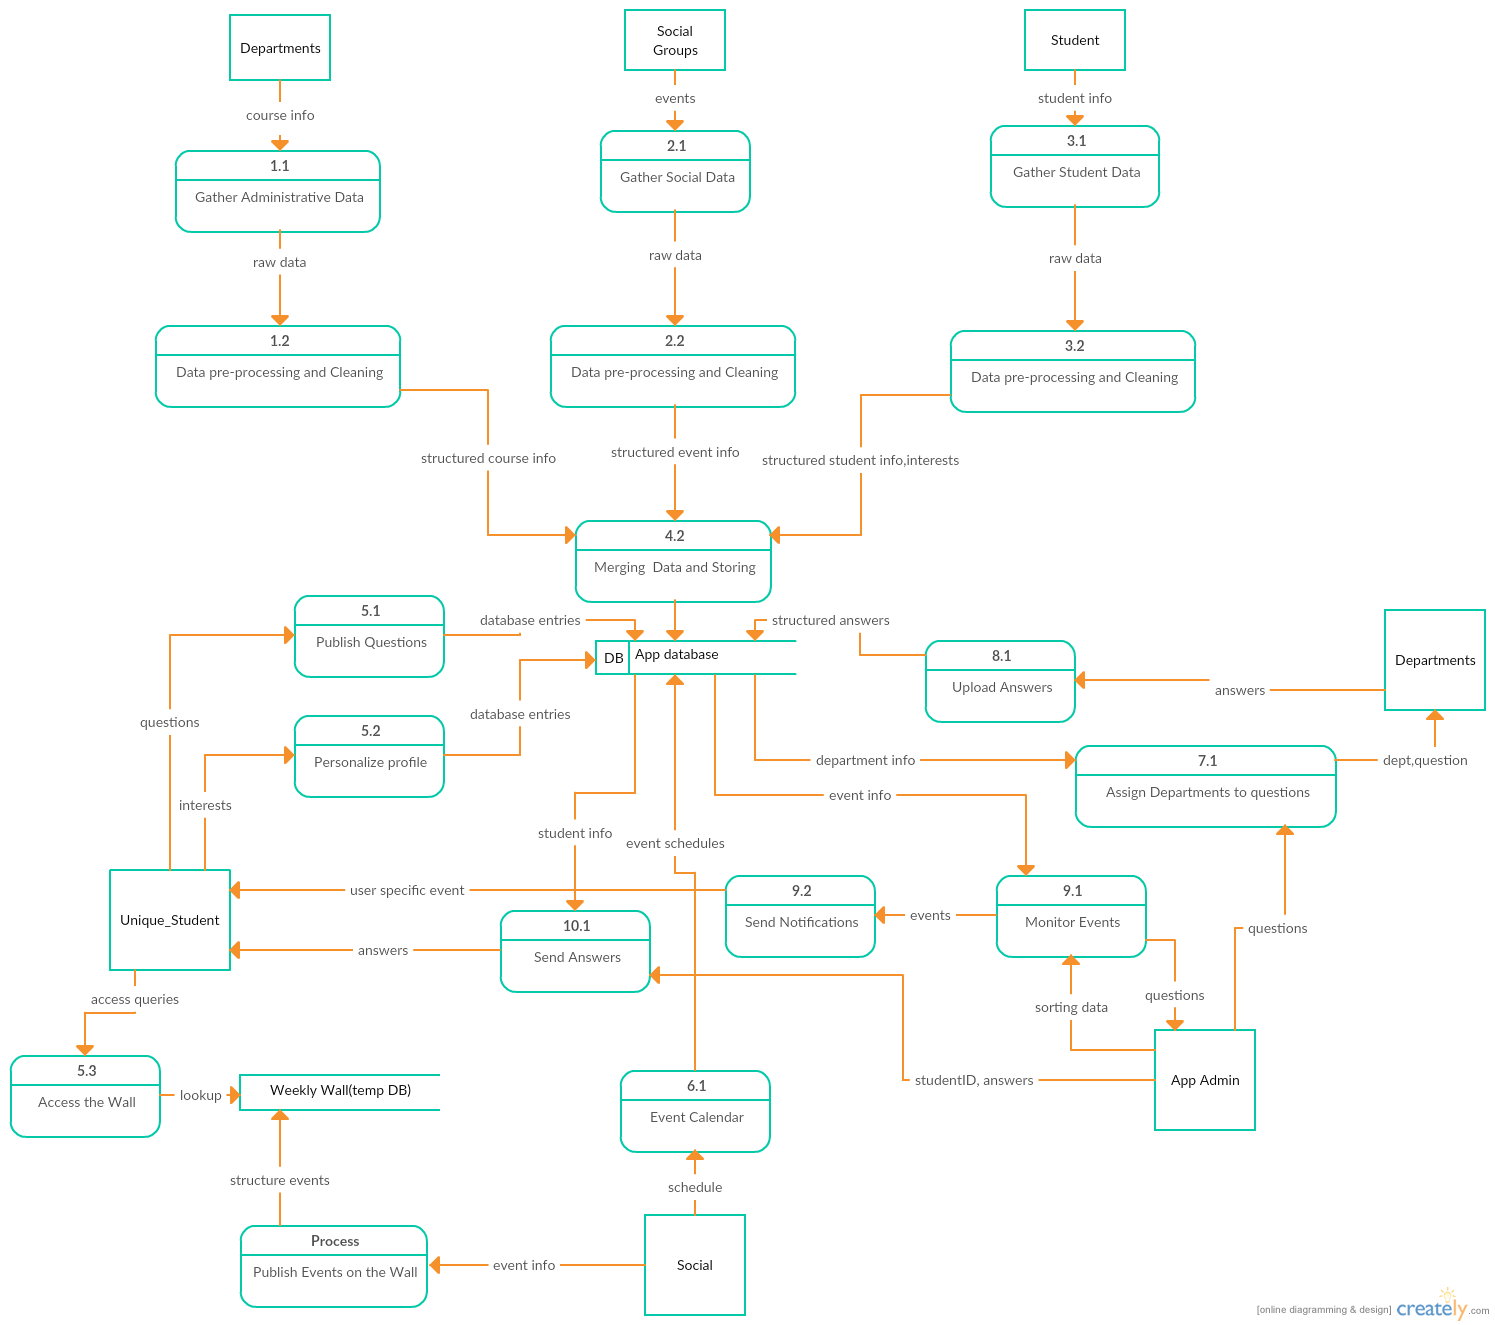 Departments
Social
Groups
Student
course info
events
student info
1.1
Gather Administrative Data
2.1
Gather Social Data
3.1
Gather Student Data
raw data
raw data
raw data
1.2
Data pre-processing and Cleaning
2.2
Data pre-processing and Cleaning
3.2
Data pre-processing and Cleaning
structured course info
structured event info
structured student info,interests
4.2
Merging  Data and Storing
5.1
Publish Questions
database entries
structured answers
DB
App database
8.1
Upload Answers
Departments
answers
questions
5.2
Personalize profile
database entries
department info
7.1
Assign Departments to questions
dept,question
interests
event info
student info
event schedules
Unique_Student
user specific event
9.2
Send Notifications
events
9.1
Monitor Events
questions
answers
10.1
Send Answers
access queries
sorting data
questions
5.3
Access the Wall
lookup
Weekly Wall(temp DB)
6.1
Event Calendar
studentID, answers
App Admin
structure events
schedule
Process
Publish Events on the Wall
event info
Social
[online diagramming & design] creately.com